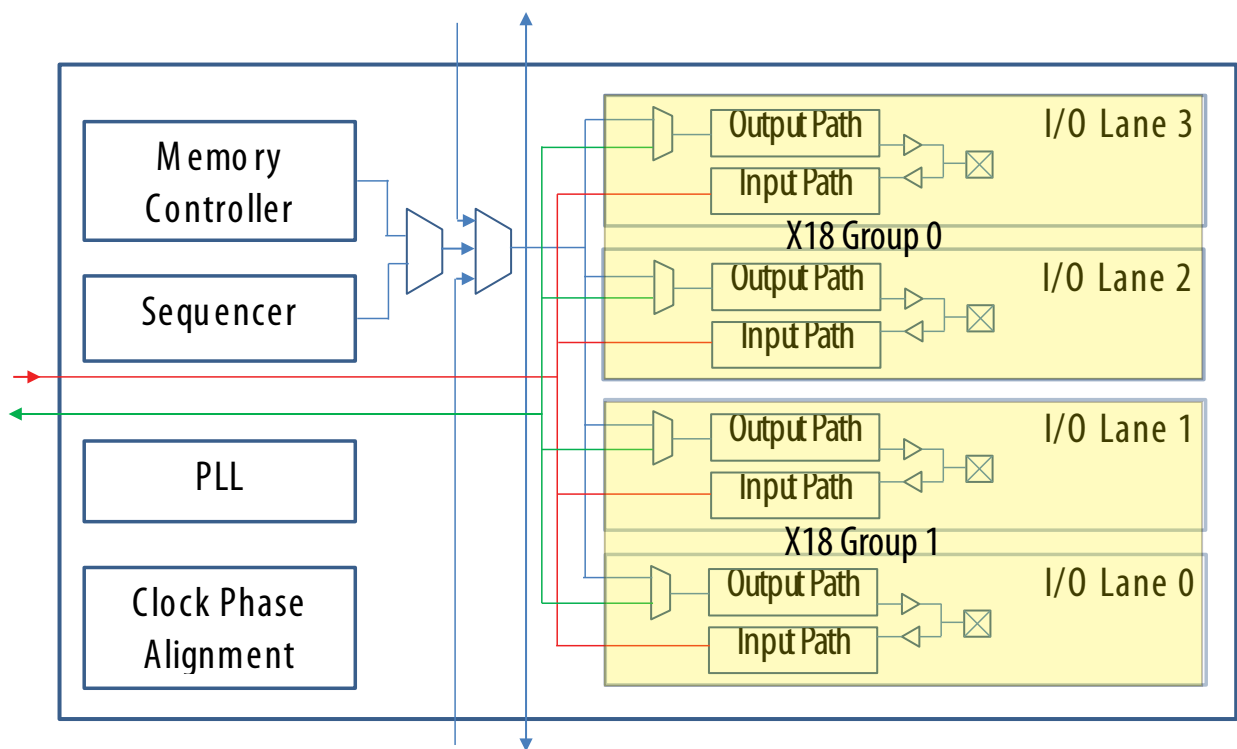 Memory
Controller
Sequencer
PLL
Clock Phase
Alignment
Output Path
I/O Lane 3
Input Path
X18 Group 0
Output Path
I/O Lane 2
Input Path
Output Path
I/O Lane 1
Input Path
X18 Group 1
Output Path
I/O Lane 0
Input Path